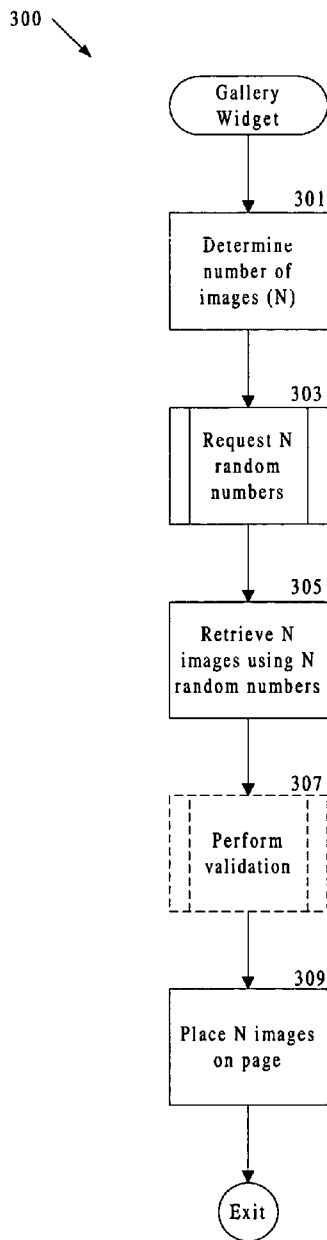 300
Gallery
Widget
301
Determine
number of
images (N)
303
Request N
random
numbers
305
Retrieve N
images using N
random numbers
307
Perform
validation
309
Place N images
on page
Exit